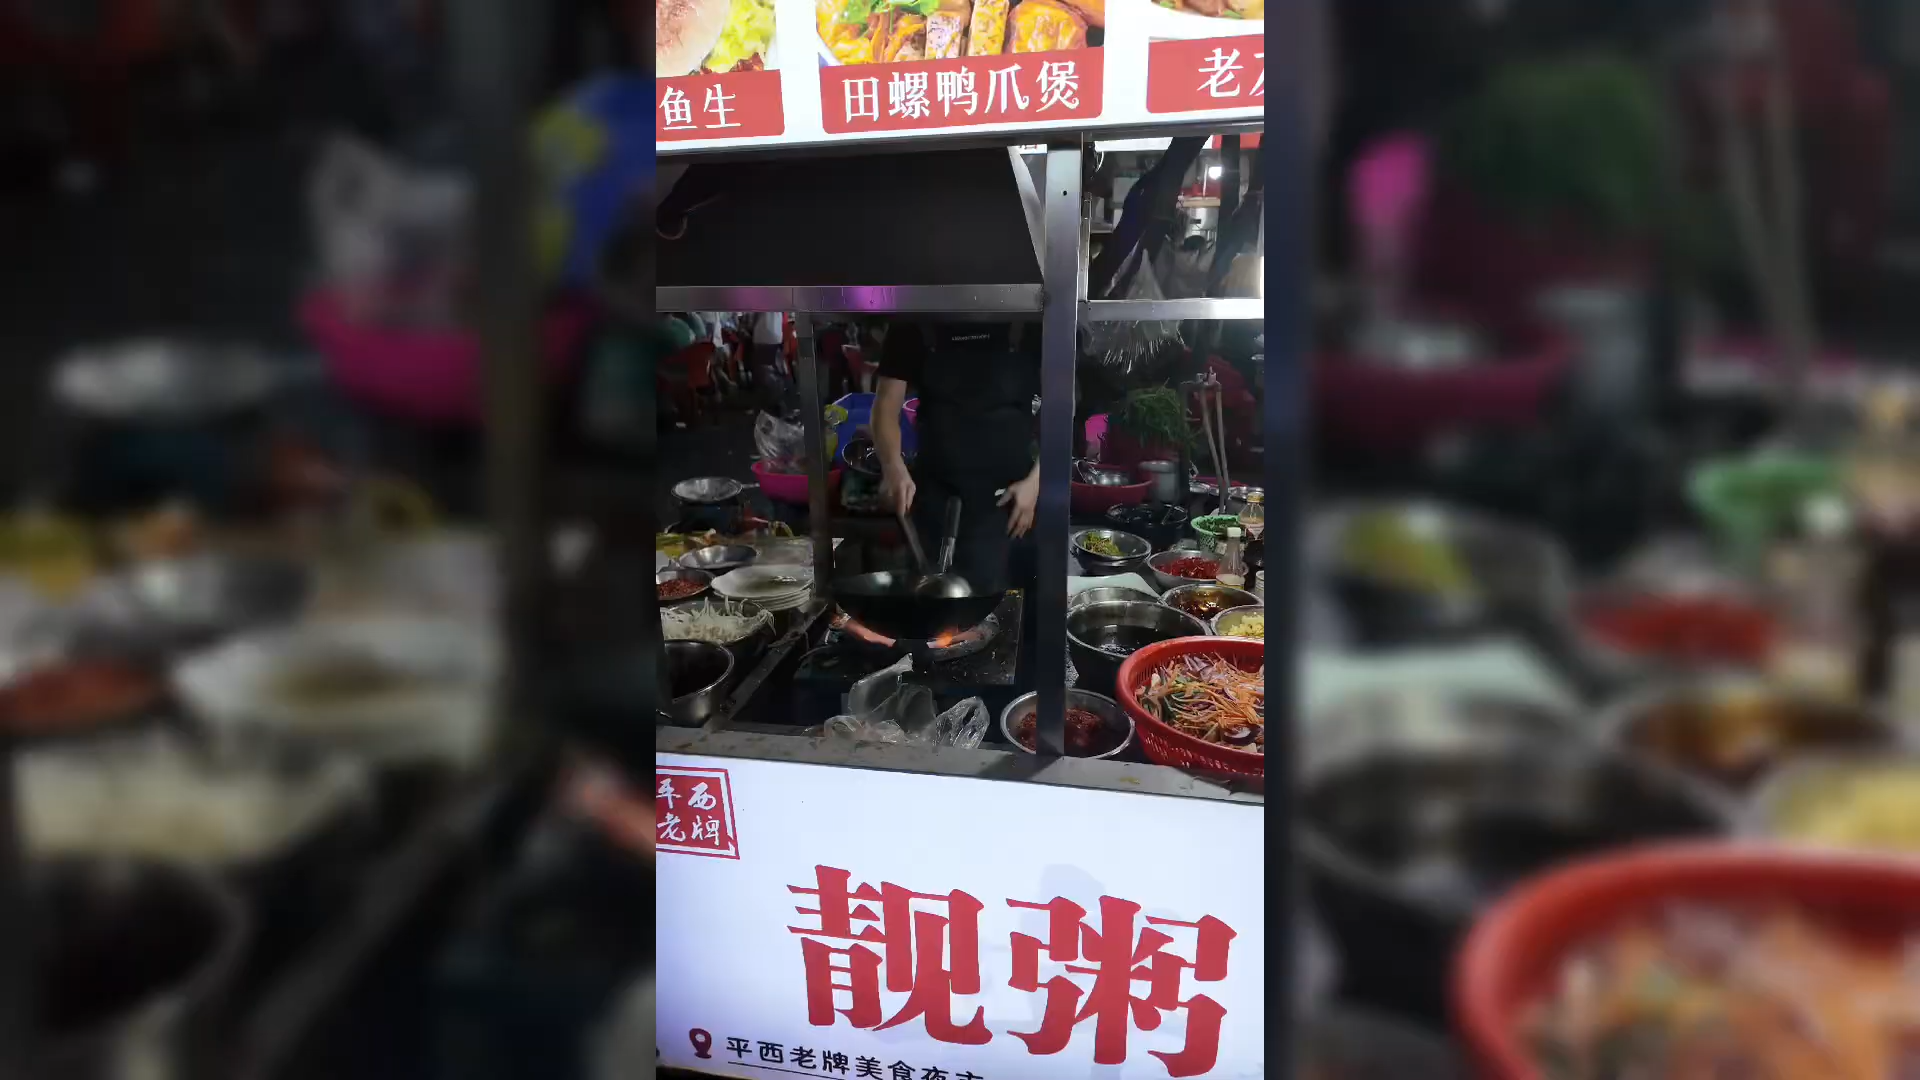 鱼生
田螺鸭爪煲
老
平西
老牌
靓粥
平西老牌美食夜市